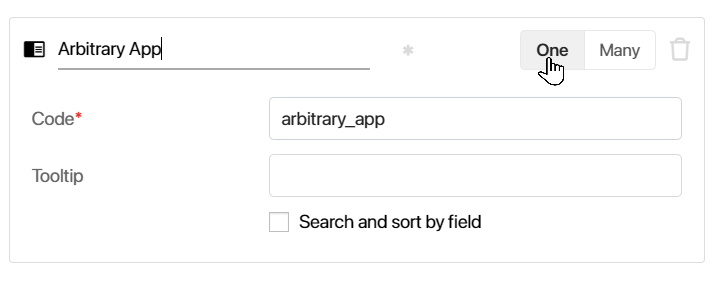 Arbitrary App * One Many
Code* arbitrary_app
Tooltip
Search and sort by field